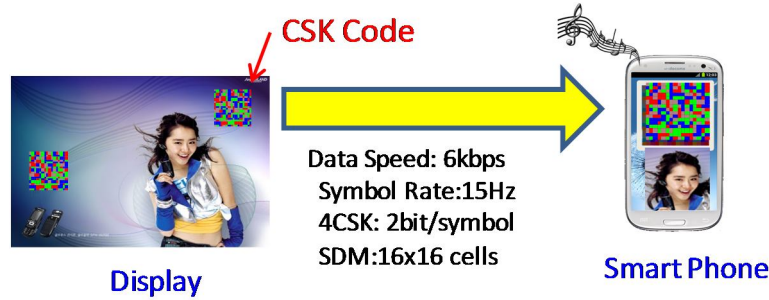 CSK Code
Data Speed: 6kbps
Symbol Rate:15Hz
4CSK: 2bit/symbol
SDM:16x16 cells
Display
Smart Phone